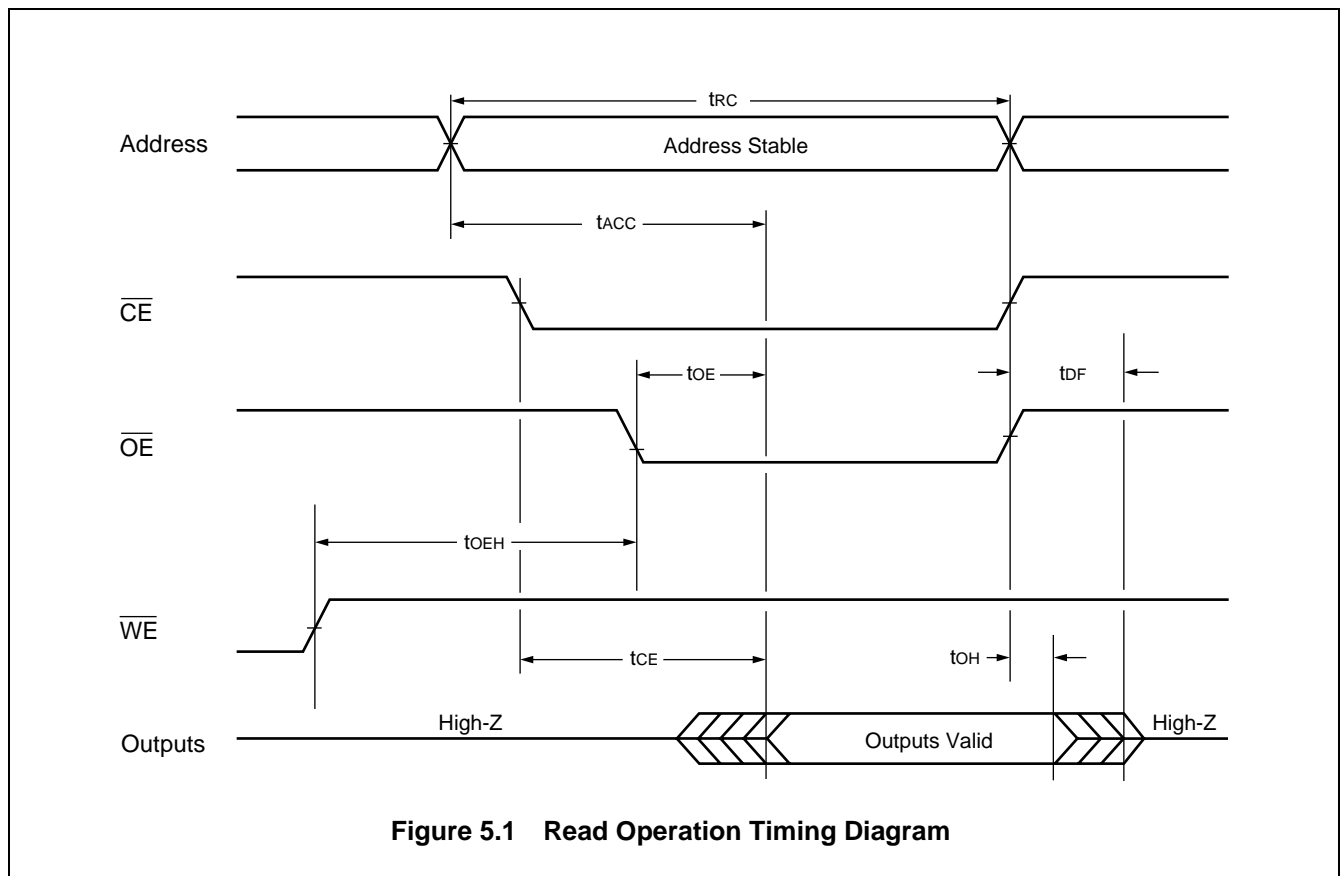 tRC
Address
Address Stable
tACC
CE
tOE
tDF
OE
tOEH
WE
tCE
tOH
High-Z
High-Z
Outputs
Outputs Valid
Figure 5.1 Read Operation Timing Diagram